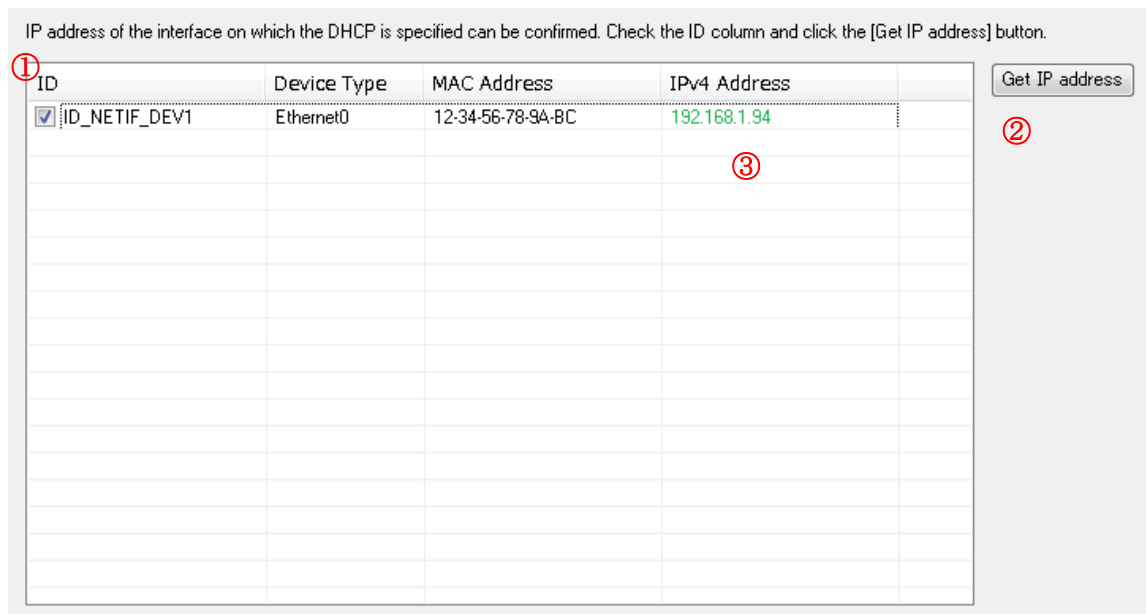 IP address of the interface on which the DHCP is specified can be confirmed. Check the ID column and click the [Get IP address] button.
①
ID Device Type MAC Address IPv4 Address Get IP address
ID_NETIF_DEV1 Ethernet0 12-34-56-78-9A-BC 192.168.1.94
②
③